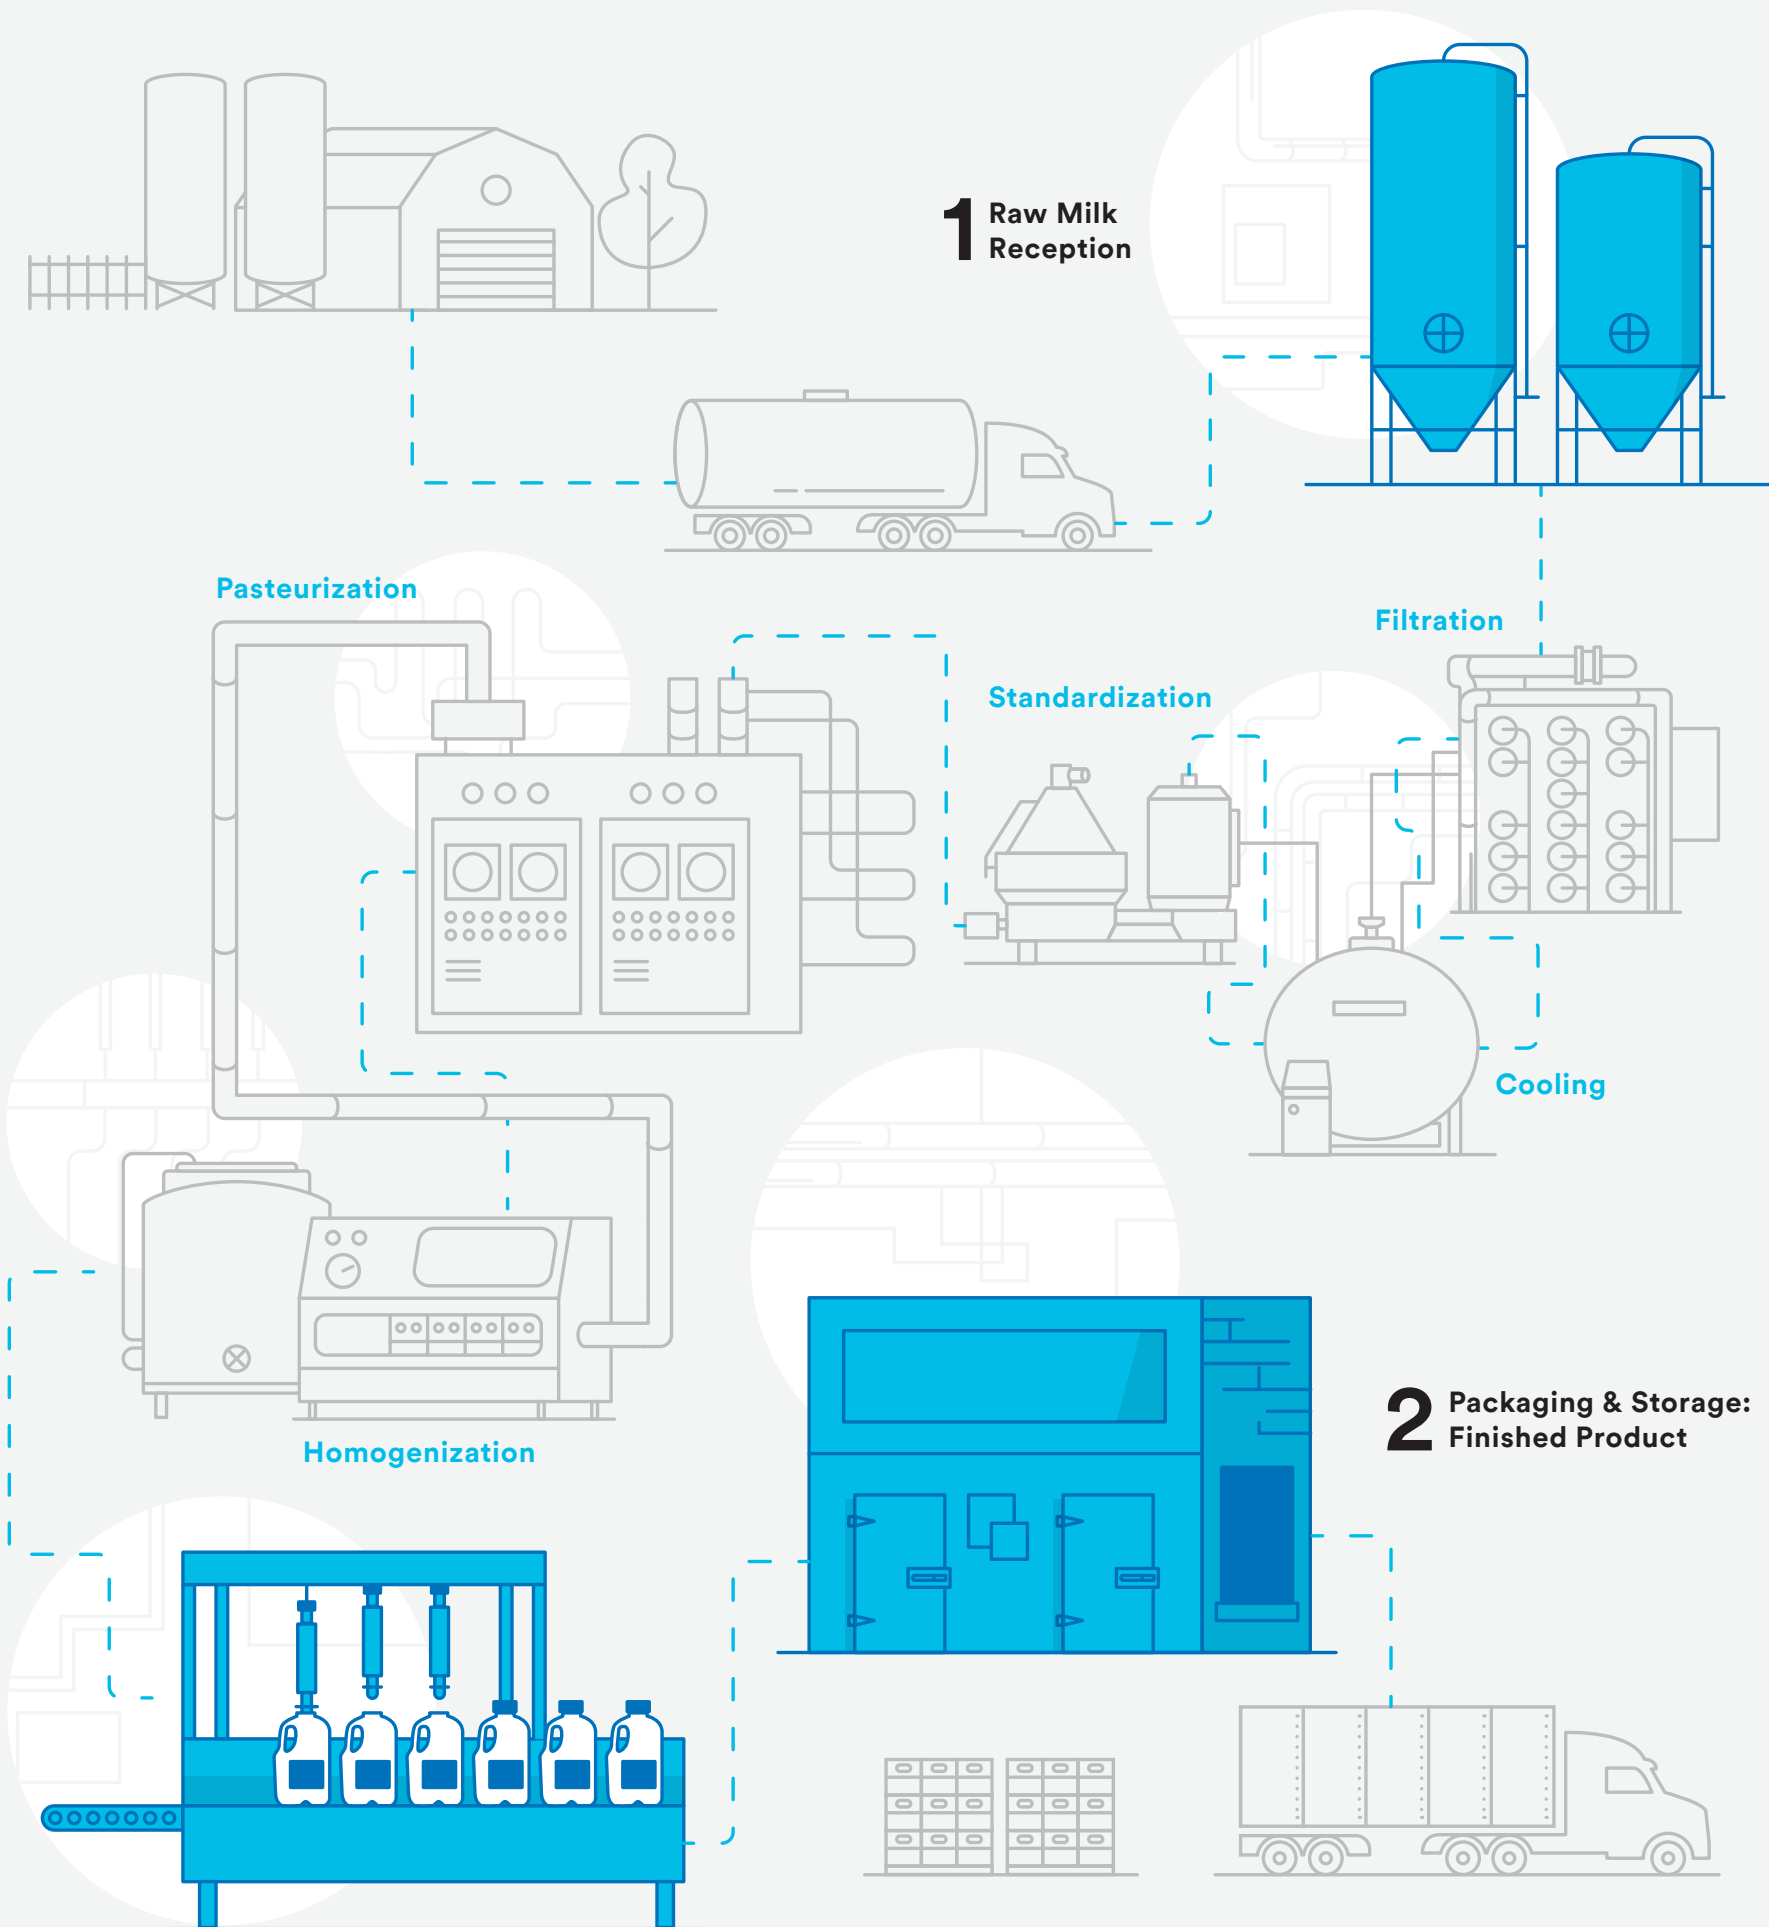 1 Raw Milk
Reception
Pasteurization
Filtration
Standardization
Cooling
Homogenization
2 Packaging & Storage:
Finished Product